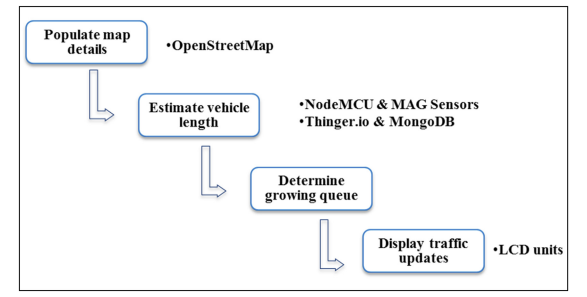 Populate map
details
•OpenStreetMap
Estimate vehicle
length
•NodeMCU & MAG Sensors
•Thinger.io & MongoDB
Determine
growing queue
Display traffic
updates
•LCD units